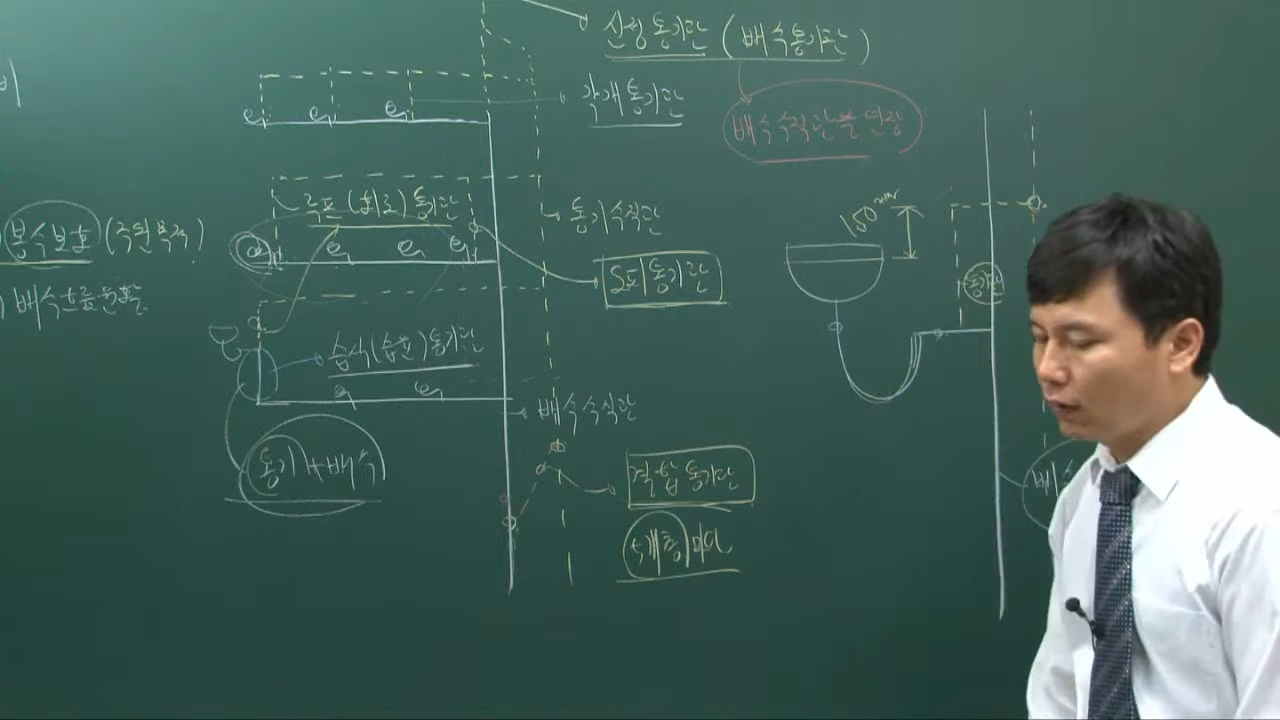 신정통기관 (배수통기관)
각개통기관
배수수직관을 연장
루프(회로)통기관
통기수직관
봉수보호 (주된목적)
150mm
도피통기관
통기관
배수흐름원활
습식(습윤)통기관
배수수직관
통기+배수
결합통기관
5개층마다